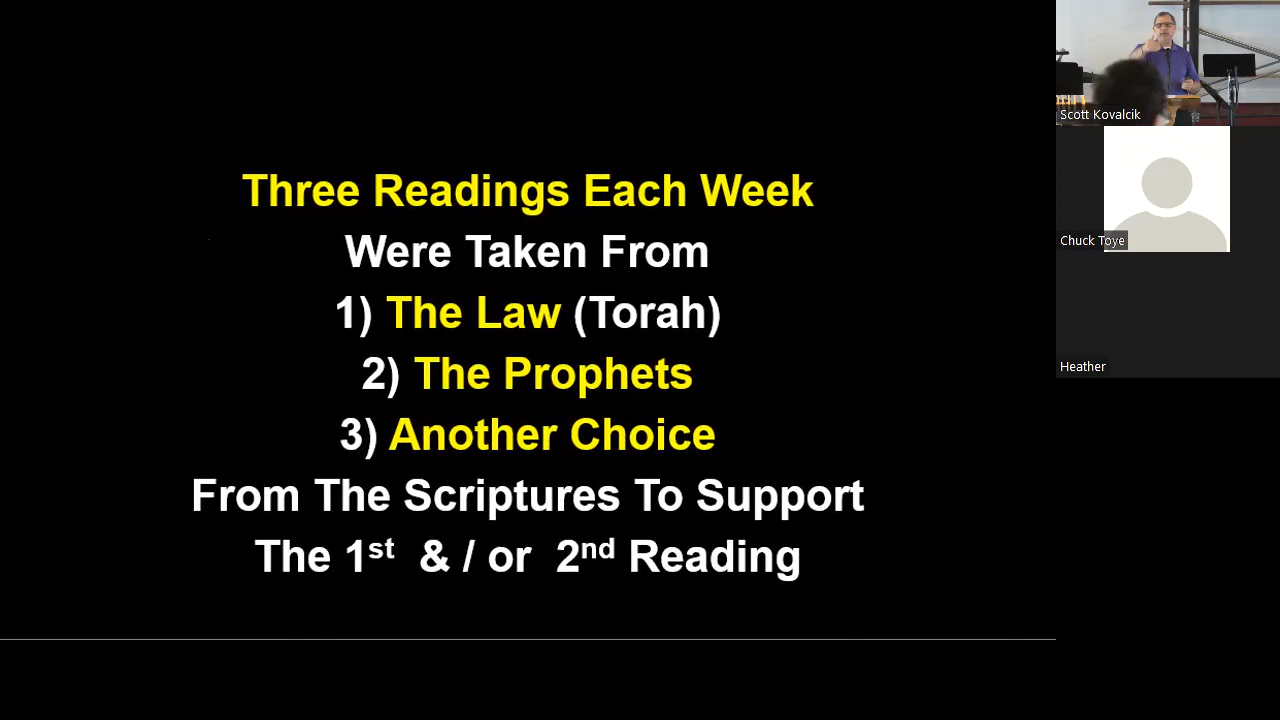 Three Readings Each Week
Were Taken From
1) The Law (Torah)
2) The Prophets
3) Another Choice
From The Scriptures To Support
The 1st & / or 2nd Reading
Scott Kovalcik
Chuck Toye
Heather